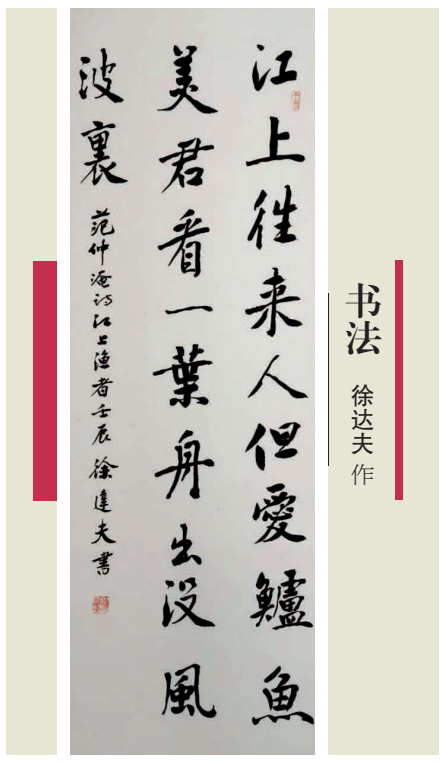 江上往来人但愛鱸魚
美君看一葉舟出没風
波裏
范仲淹詩江上漁者壬辰徐達夫書
书法
徐达夫 作